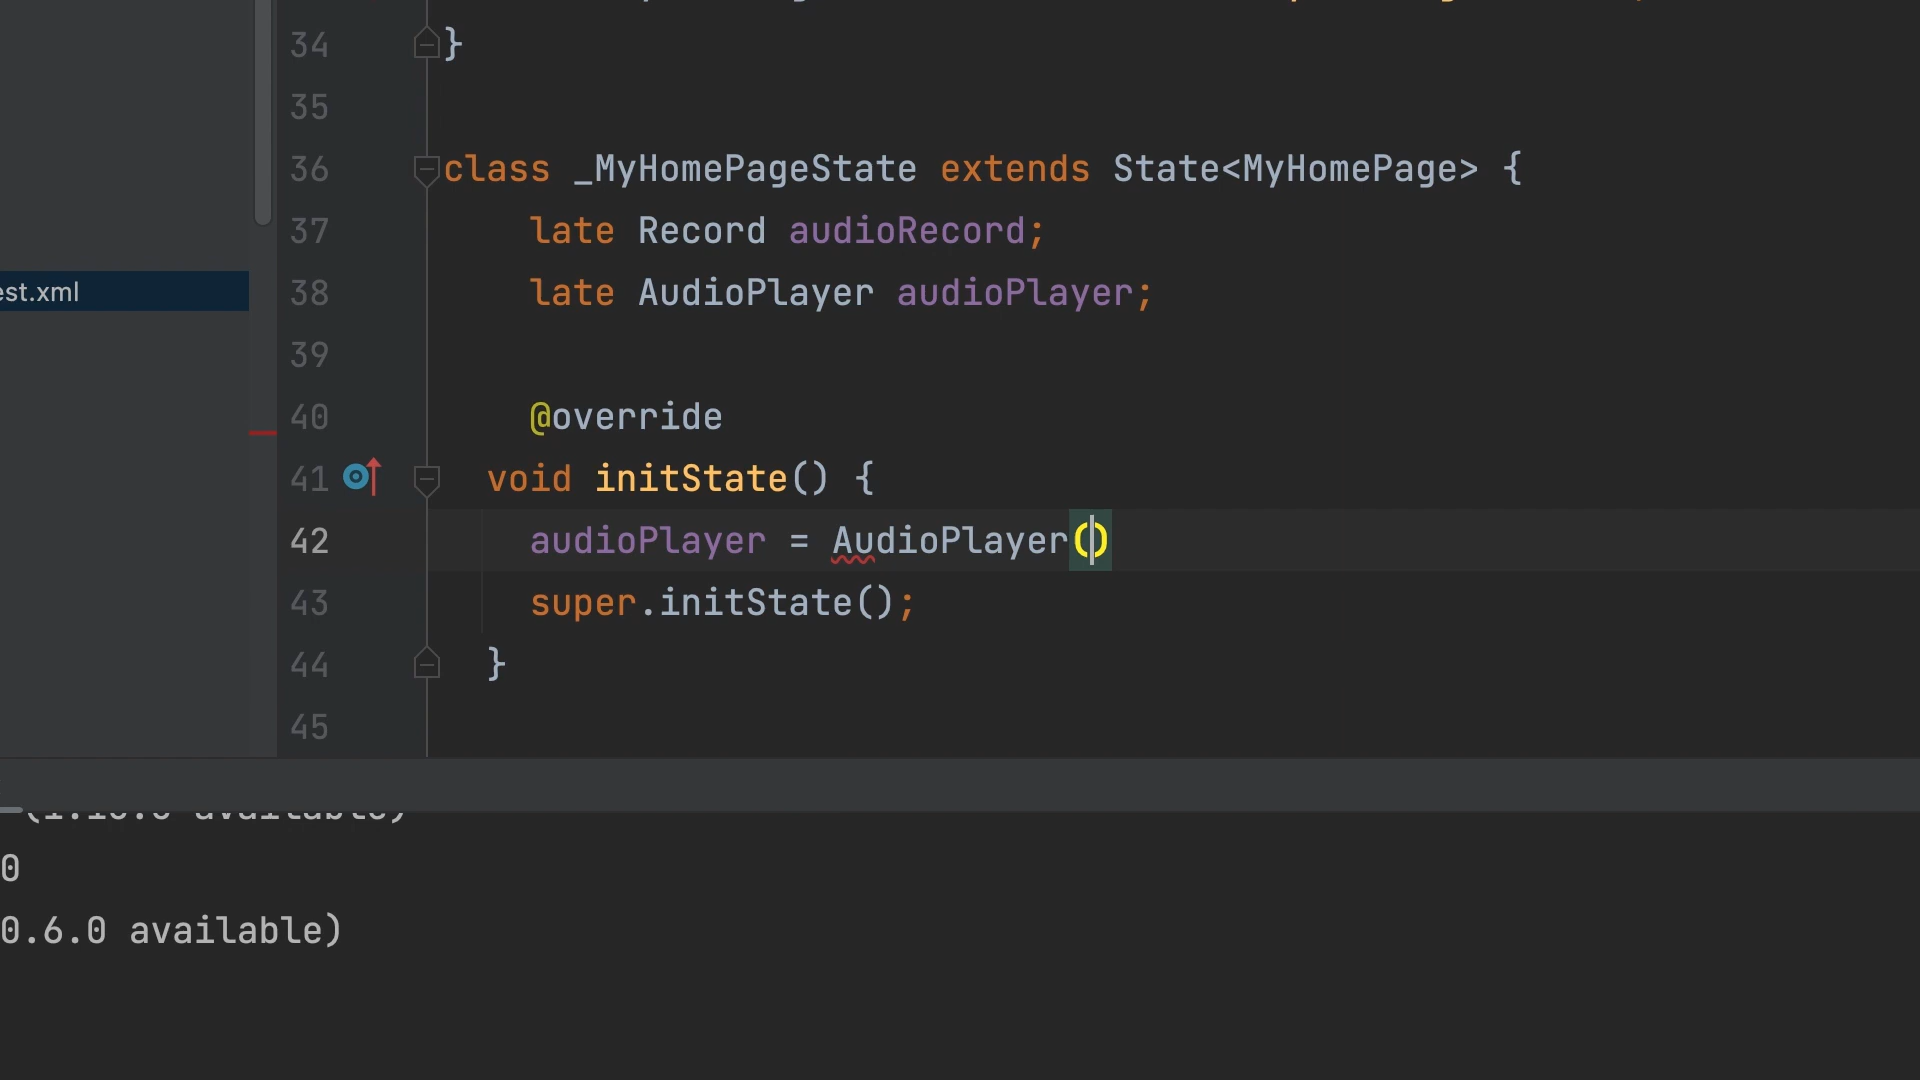 34 }
35
36 class _MyHomePageState extends State<MyHomePage> {
37 late Record audioRecord;
38 late AudioPlayer audioPlayer;
est.xml
39
40 @override
41 void initState() {
42 audioPlayer = AudioPlayer()
43 super.initState();
44 }
45
available)
0
0.6.0 available)